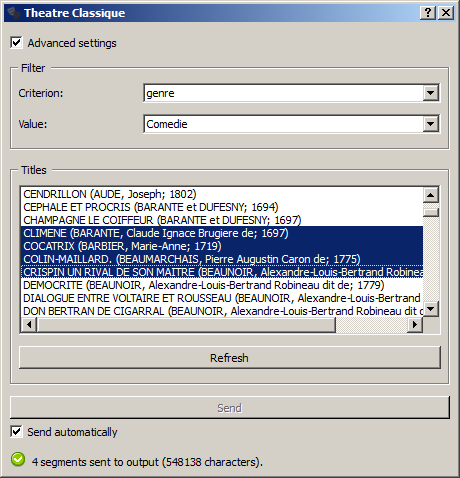 Theatre Classique
Advanced settings
Filter
Criterion: genre
Value: Comedie
Titles
CENDRILLON (AUDE, Joseph; 1802)
CEPHALE ET PROCRIS (BARANTE et DUFESNY; 1694)
CHAMPAGNE LE COIFFEUR (BARANTE et DUFESNY; 1697)
CLIMENE (BARANTE, Claude Ignace Brugiere de; 1697)
COCATRIX (BARBIER, Marie-Anne; 1719)
COLIN-MAILLARD. (BEAUMARCHAIS, Pierre Augustin Caron de; 1775)
CRISPIN UN RIVAL DE SON MAITRE (BEAUNOIR, Alexandre-Louis-Bertrand Robineau
DEMOCRITE (BEAUNOIR, Alexandre-Louis-Bertrand Robineau dit de; 1779)
DIALOGUE ENTRE VOLTAIRE ET ROUSSEAU (BEAUNOIR, Alexandre-Louis-Bertrand
DON BERTRAN DE CIGARRAL (BEAUNOIR, Alexandre-Louis-Bertrand Robineau dit
Refresh
Send
Send automatically
4 segments sent to output (548138 characters).